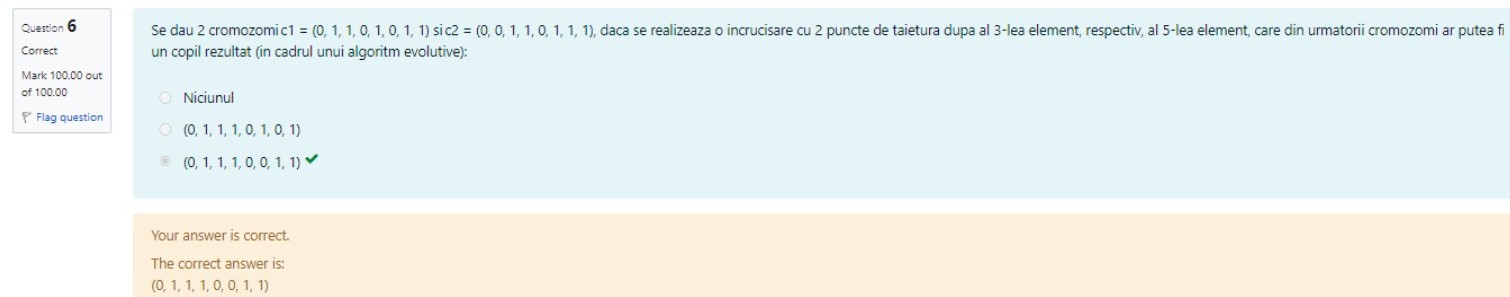 Question 6
Correct
Mark 100.00 out
of 100.00
Flag question
Se dau 2 cromozomi c1 = (0, 1, 1, 0, 1, 0, 1, 1) si c2 = (0, 0, 1, 1, 0, 1, 1, 1), daca se realizeaza o incrucisare cu 2 puncte de taietura dupa al 3-lea element, respectiv, al 5-lea element, care din urmatorii cromozomi ar putea fi
un copil rezultat (in cadrul unui algoritm evolutive):
Niciunul
(0, 1, 1, 1, 0, 1, 0, 1)
(0, 1, 1, 1, 0, 0, 1, 1)
Your answer is correct.
The correct answer is:
(0, 1, 1, 1, 0, 0, 1, 1)